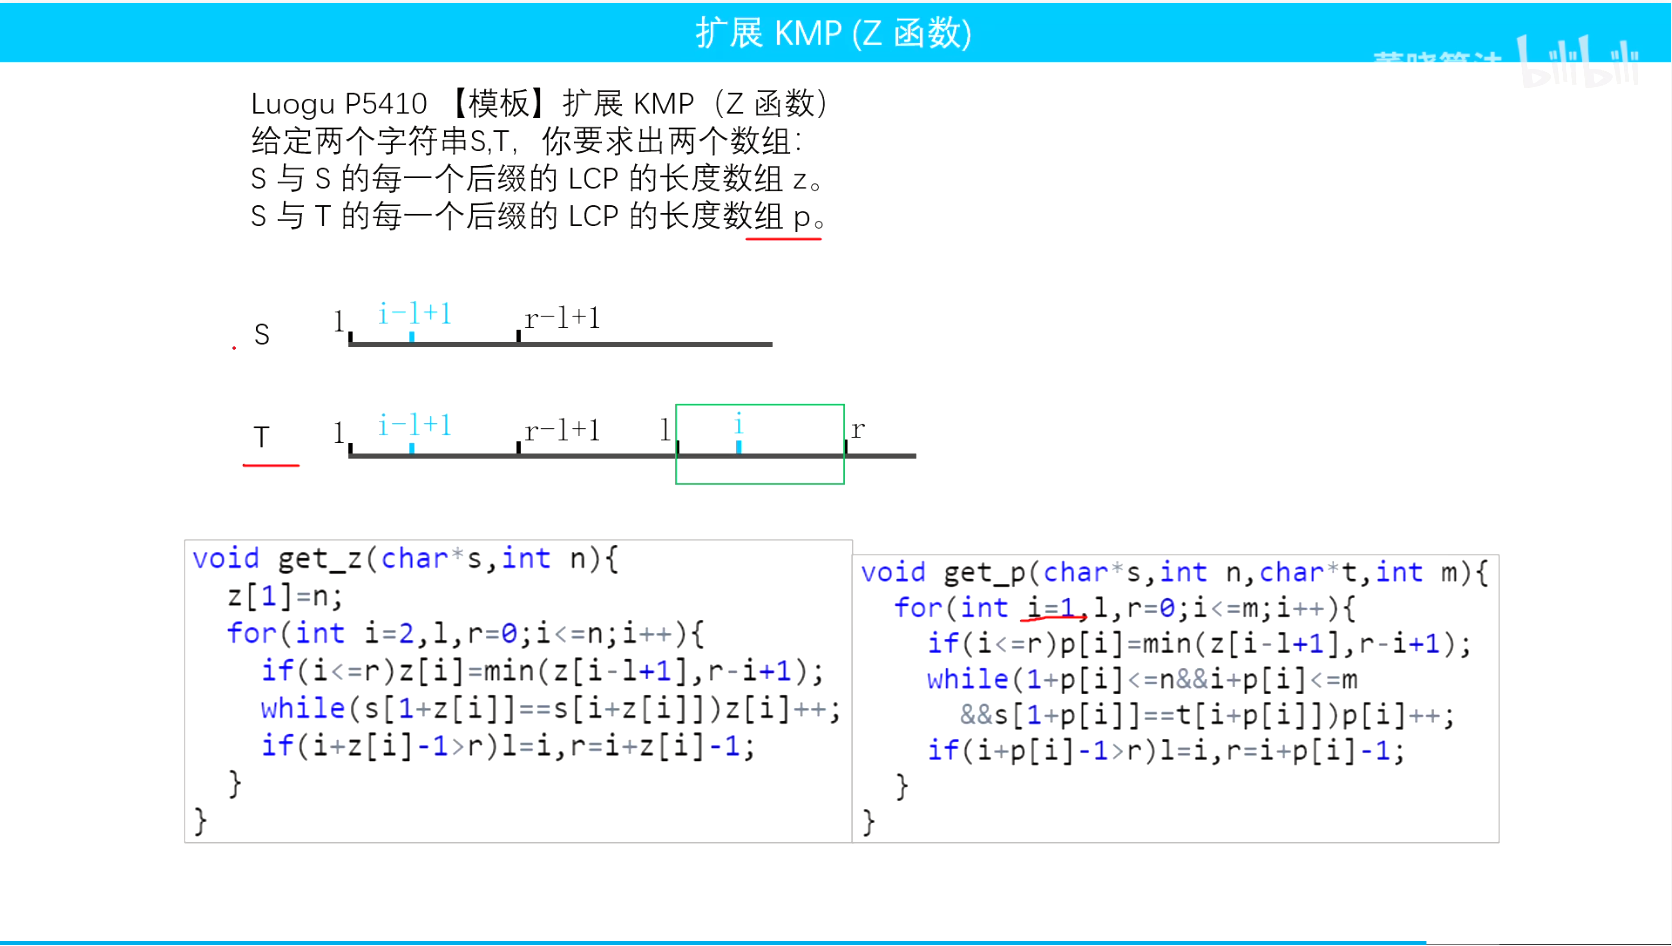 扩展 KMP (Z 函数)
bilibili
Luogu P5410 【模板】扩展 KMP（Z 函数）
给定两个字符串S,T，你要求出两个数组：
S 与 S 的每一个后缀的 LCP 的长度数组 z。
S 与 T 的每一个后缀的 LCP 的长度数组 p。
S 1 i-l+1 r-l+1
T 1 i-l+1 r-l+1 l i r
void get_z(char*s,int n){
z[1]=n;
for(int i=2,l,r=0;i<=n;i++){
if(i<=r)z[i]=min(z[i-l+1],r-i+1);
while(s[1+z[i]]==s[i+z[i]])z[i]++;
if(i+z[i]-1>r)l=i,r=i+z[i]-1;
}
}
void get_p(char*s,int n,char*t,int m){
for(int i=1,l,r=0;i<=m;i++){
if(i<=r)p[i]=min(z[i-l+1],r-i+1);
while(1+p[i]<=n&&i+p[i]<=m
&&s[1+p[i]]==t[i+p[i]])p[i]++;
if(i+p[i]-1>r)l=i,r=i+p[i]-1;
}
}